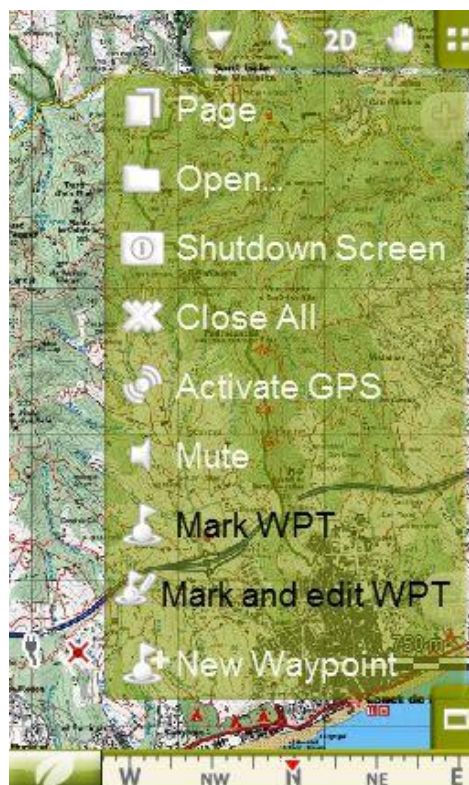 2D
Page
Open...
Shutdown Screen
Close All
Activate GPS
Mute
Mark WPT
Mark and edit WPT
750 m
New Waypoint
W NW N NE E